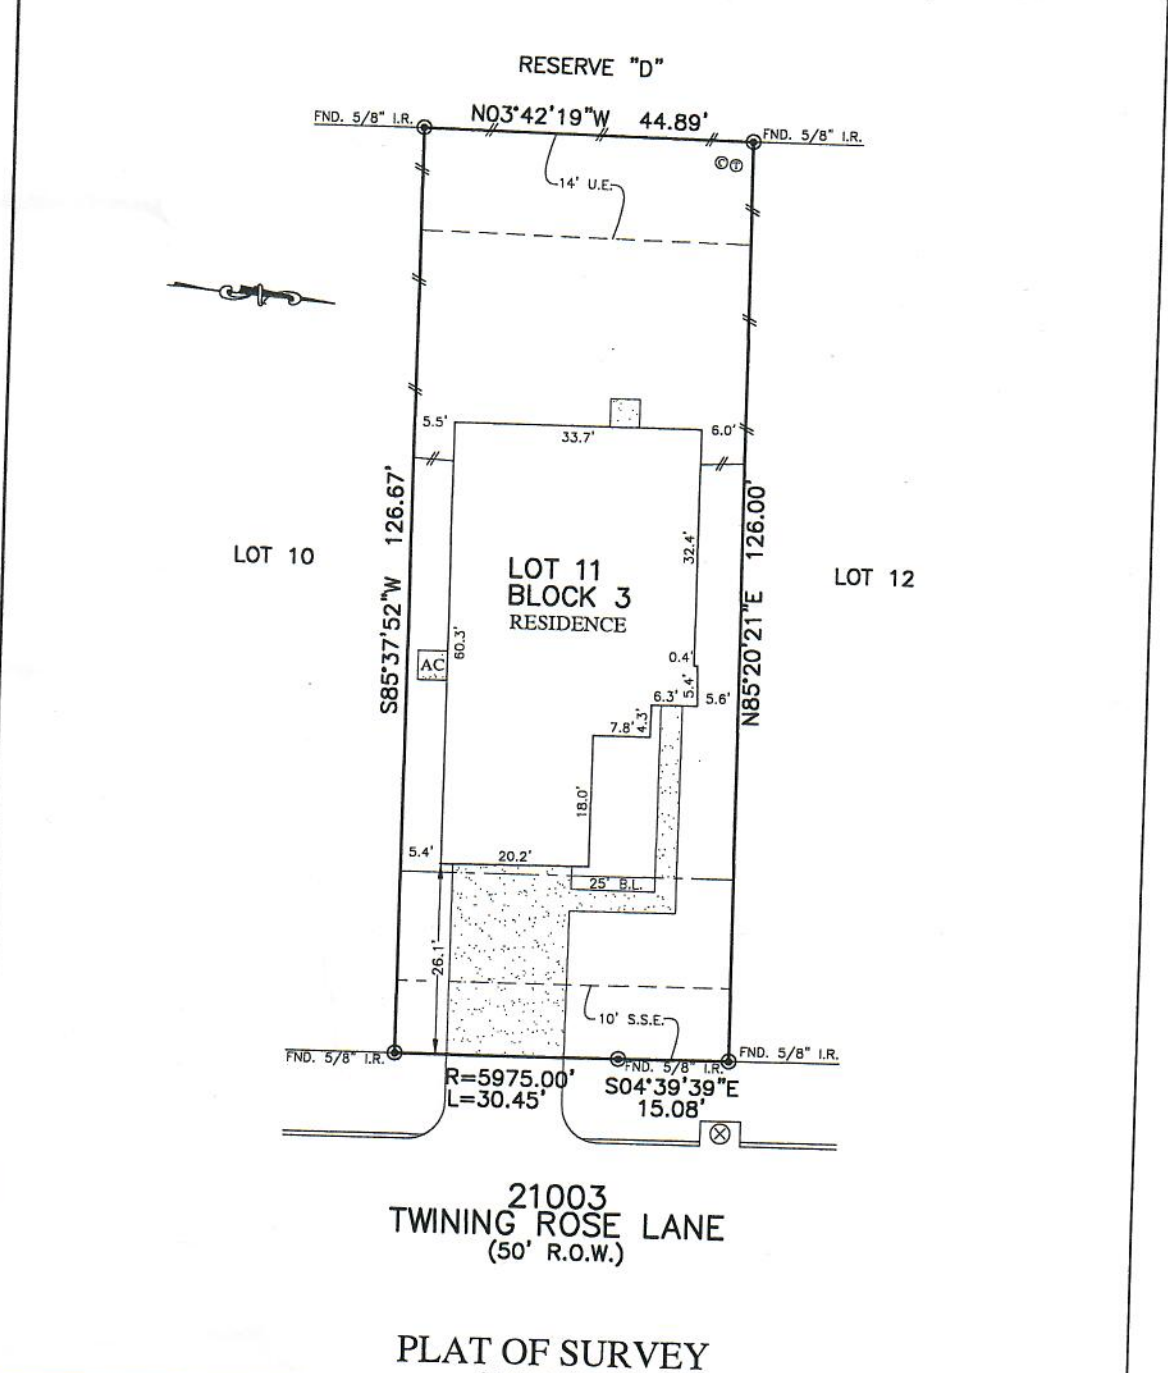 RESERVE "D"
FND. 5/8" I.R.
N03°42'19"W 44.89'
FND. 5/8" I.R.
C T
14' U.E.
5.5'
33.7'
6.0'
S85°37'52"W 126.67'
N85°20'21"E 126.00'
32.4'
LOT 10
LOT 11
BLOCK 3
RESIDENCE
LOT 12
60.3'
AC
0.4'
5.4'
6.3'
5.6'
4.3'
7.8'
18.0'
5.4'
20.2'
25' B.L.
26.1'
10' S.S.E.
FND. 5/8" I.R.
FND. 5/8" I.R.
FND. 5/8" I.R.
R=5975.00'
L=30.45'
S04°39'39"E
15.08'
21003
TWINING ROSE LANE
(50' R.O.W.)
PLAT OF SURVEY